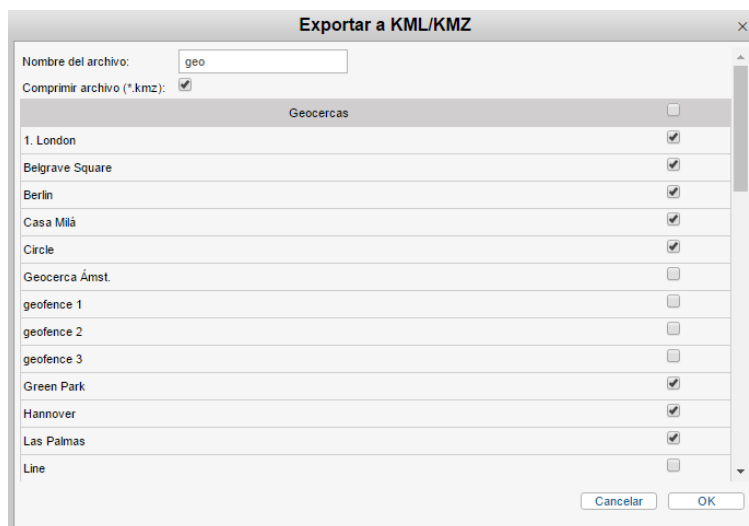 Exportar a KML/KMZ
Nombre del archivo: geo
Comprimir archivo (*.kmz):
Geocercas
1. London
Belgrave Square
Berlin
Casa Milà
Circle
Geocerca Ámst.
geofence 1
geofence 2
geofence 3
Green Park
Hannover
Las Palmas
Line
Cancelar OK